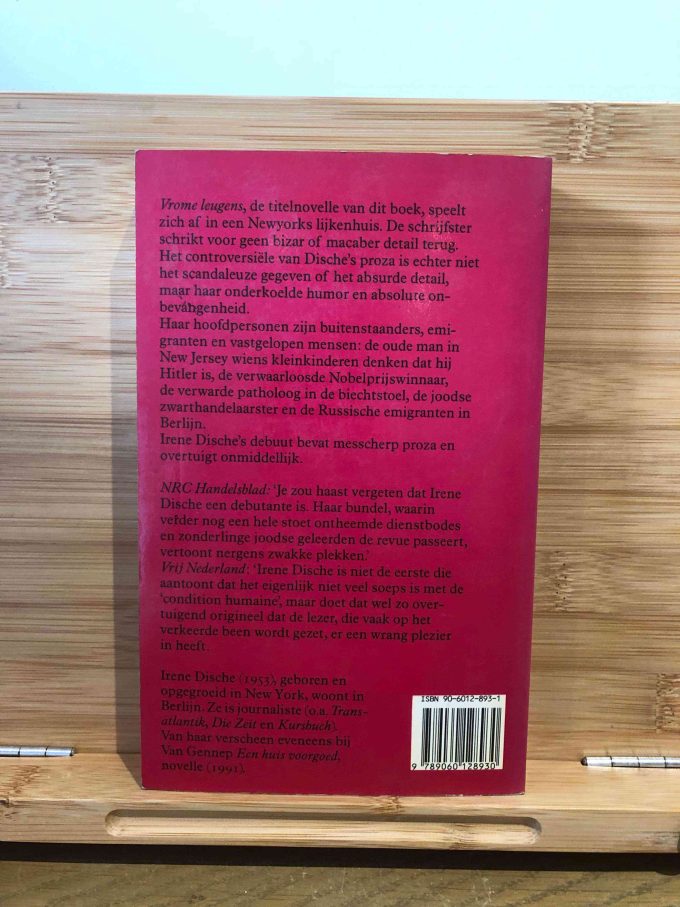 Vrome leugens, de titelnovelle van dit boek, speelt
zich af in een Newyorks lijkenhuis. De schrijfster
schrikt voor geen bizar of macaber detail terug.
Het controversiële van Dische's proza is echter niet
het scandaleuze gegeven of het absurde detail,
maar haar onderkoelde humor en absolute on-
bevangenheid.
Haar hoofdpersonen zijn buitenstaanders, emi-
granten en vastgelopen mensen: de oude man in
New Jersey wiens kleinkinderen denken dat hij
Hitler is, de verwaarloosde Nobelprijswinnaar,
de verwarde patholoog in de biechtstoel, de joodse
zwarthandelaarster en de Russische emigranten in
Berlijn.
Irene Dische's debuut bevat messcherp proza en
overtuigt onmiddellijk.
NRC Handelsblad: 'Je zou haast vergeten dat Irene
Dische een debutante is. Haar bundel, waarin
verder nog een hele stoet ontheemde dienstbodes
en zonderlinge joodse geleerden de revue passeert,
vertoont nergens zwakke plekken.'
Vrij Nederland: 'Irene Dische is niet de eerste die
aantoont dat het eigenlijk niet veel soeps is met de
'condition humaine', maar doet dat wel zo over-
tuigend origineel dat de lezer, die vaak op het
verkeerde been wordt gezet, er een wrang plezier
in heeft.
Irene Dische (1953), geboren en
opgegroeid in New York, woont in
Berlijn. Ze is journaliste (o.a. Trans-
atlantik, Die Zeit en Kursbuch).
Van haar verscheen eveneens bij
Van Gennep Een huis voorgoed,
novelle (1991).
ISBN 90-6012-893-1
9 789060 128930